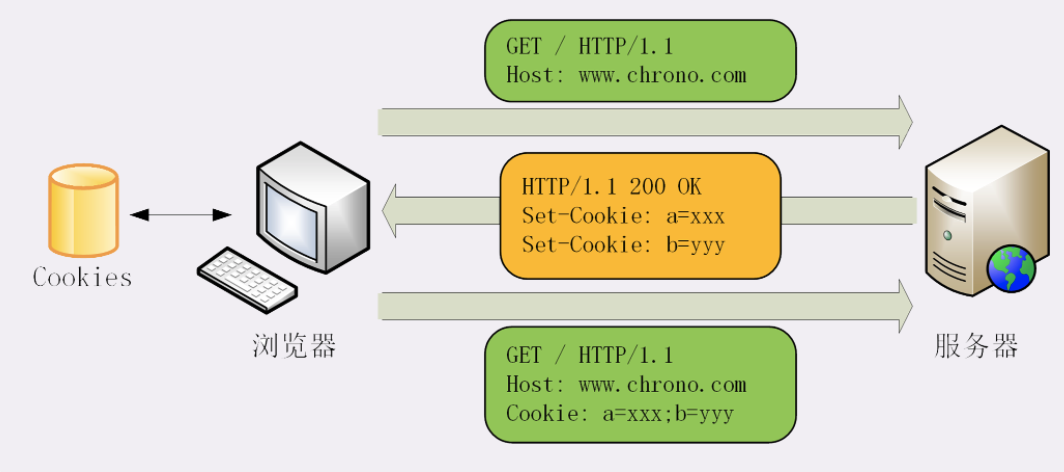 GET / HTTP/1.1
Host: www.chrono.com
HTTP/1.1 200 OK
Set-Cookie: a=xxx
Set-Cookie: b=yyy
Cookies
浏览器
服务器
GET / HTTP/1.1
Host: www.chrono.com
Cookie: a=xxx;b=yyy